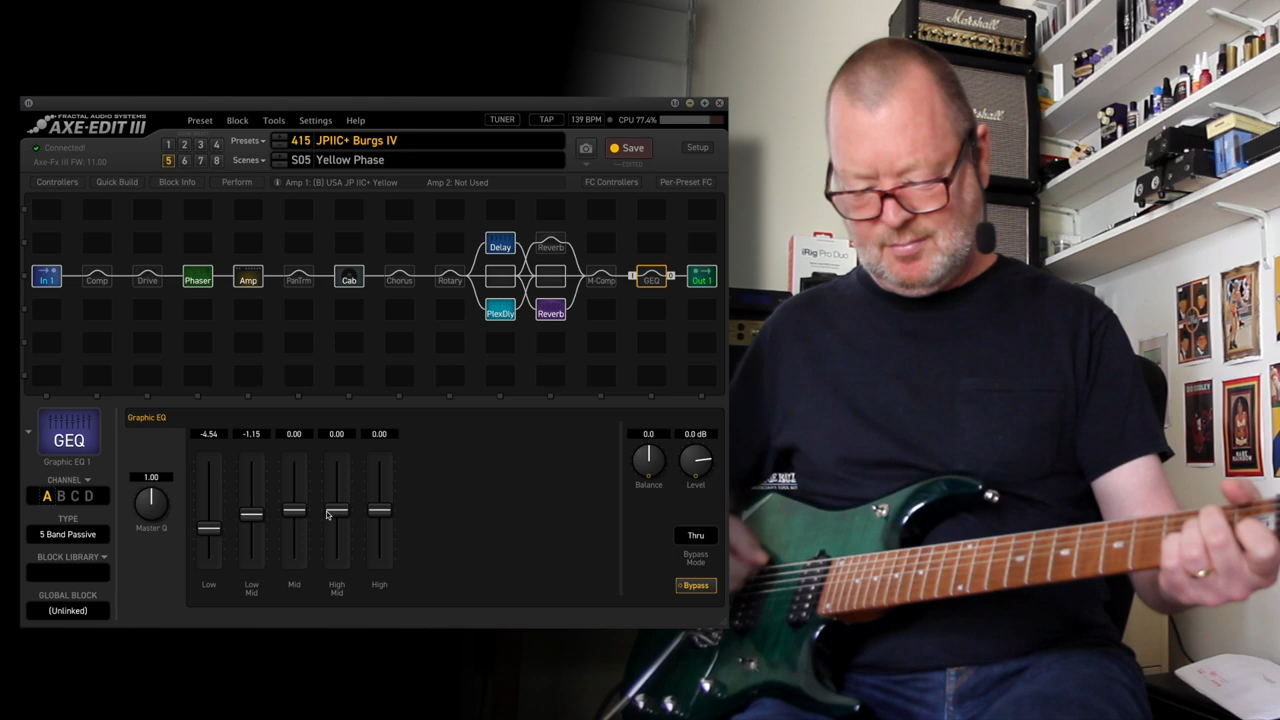 FRACTAL AUDIO SYSTEMS
AXE-EDIT III
Preset Block Tools Settings Help
TUNER TAP 139 BPM CPU 77.4%
Connected!
Axe-Fx III FW: 11.00
1 2 3 4
5 6 7 8
Presets 415 JPIIC+ Burgs IV
Scenes S05 Yellow Phase
Save
EDITED
Setup
Controllers Quick Build Block Info Perform
Amp 1: [B] USA JP IIC+ Yellow Amp 2: Not Used
FC Controllers Per-Preset FC
Delay Reverb
In 1 Comp Drive Phaser Amp PanTrm Cab Chorus Rotary M-Comp GEQ Out 1
PlexDly Reverb
GEQ
Graphic EQ 1
CHANNEL
A B C D
TYPE
5 Band Passive
BLOCK LIBRARY
GLOBAL BLOCK
(Unlinked)
Graphic EQ
1.00
Master Q
-4.54 -1.15 0.00 0.00 0.00
Low Low Mid Mid High Mid High
0.0 0.0 dB
Balance Level
Thru
Bypass Mode
Bypass
Marshall
Marshall
iRig Pro Duo